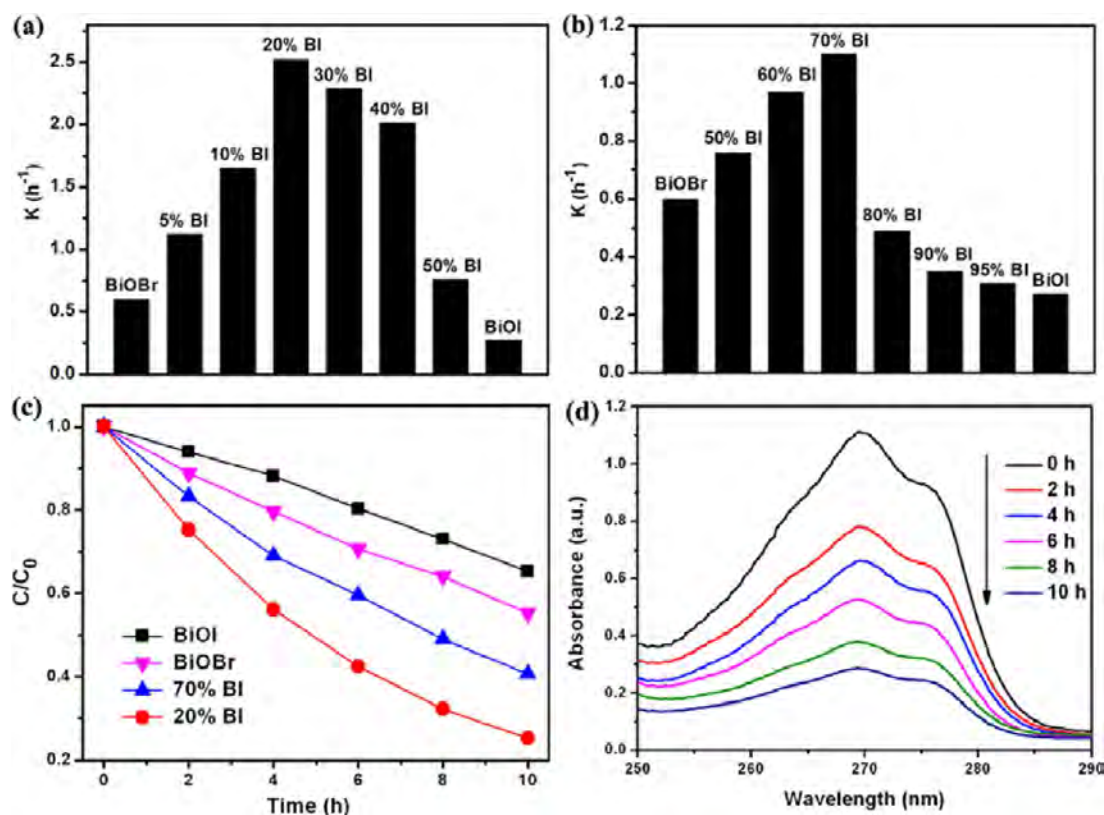 (a)
K (h⁻¹)
2.5
2.0
1.5
1.0
0.5
0.0
BiOBr
5% BI
10% BI
20% BI
30% BI
40% BI
50% BI
BiOI
(b)
K (h⁻¹)
1.2
1.0
0.8
0.6
0.4
0.2
0.0
BiOBr
50% BI
60% BI
70% BI
80% BI
90% BI
95% BI
BiOI
(c)
C/C₀
1.0
0.8
0.6
0.4
0.2
BiOI
BiOBr
70% BI
20% BI
0 2 4 6 8 10
Time (h)
(d)
Absorbance (a.u.)
1.2
1.0
0.8
0.6
0.4
0.2
0.0
0 h
2 h
4 h
6 h
8 h
10 h
250 260 270 280 290
Wavelength (nm)